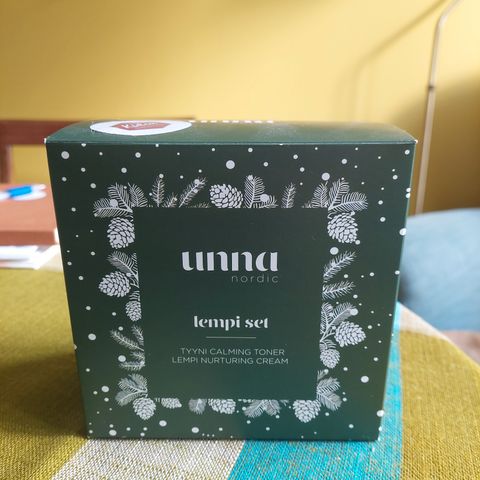 unna
nordic
lempi set
TYYNI CALMING TONER
LEMPI NURTURING CREAM